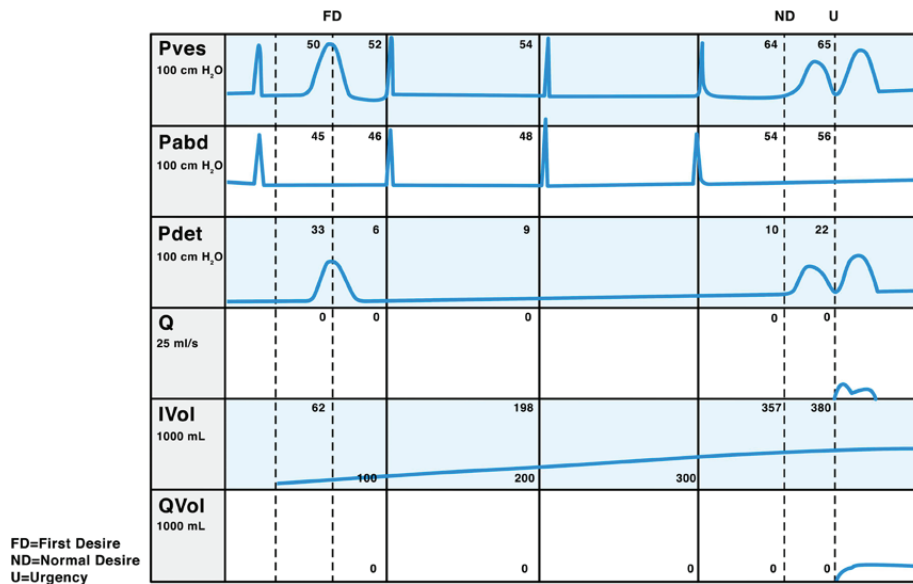 FD ND U
Pves 50 52 54 64 65
100 cm H₂O
Pabd 45 46 48 54 56
100 cm H₂O
Pdet 33 6 9 10 22
100 cm H₂O
Q 0 0 0 0 0
25 ml/s
IVol 62 198 357 380
1000 mL
100 200 300
QVol
1000 mL
FD=First Desire
ND=Normal Desire
U=Urgency
0 0 0 0